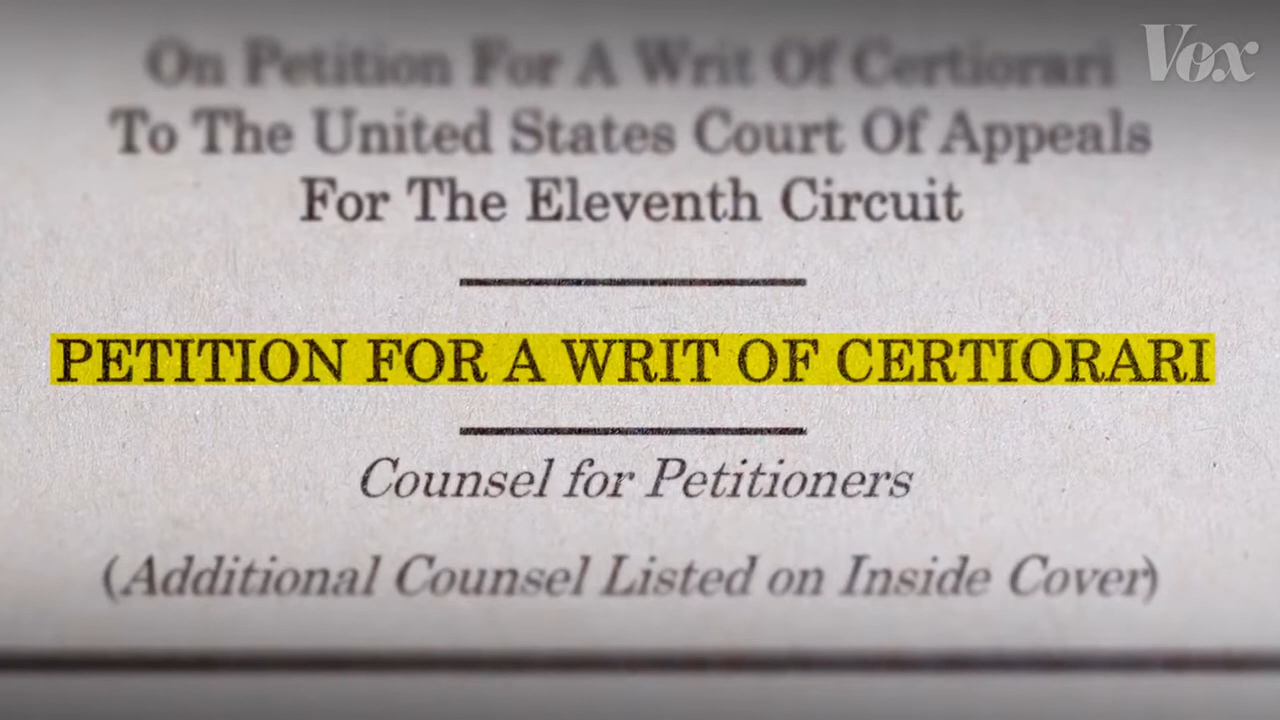 Vox
On Petition For A Writ Of Certiorari
To The United States Court Of Appeals
For The Eleventh Circuit
PETITION FOR A WRIT OF CERTIORARI
Counsel for Petitioners
(Additional Counsel Listed on Inside Cover)